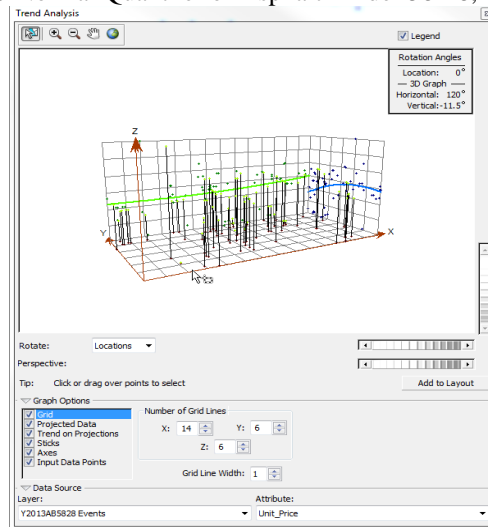 Trend Analysis
Legend
Rotation Angles
Location: 0°
3D Graph
Horizontal: 120°
Vertical:-11.5°
Z
Y
X
Rotate: Locations
Perspective:
Tip: Click or drag over points to select
Add to Layout
Graph Options
Grid
Projected Data
Trend on Projections
Sticks
Axes
Input Data Points
Number of Grid Lines
X: 14 Y: 6
Z: 6
Grid Line Width: 1
Data Source
Layer: Attribute:
Y2013AB5828 Events Unit_Price